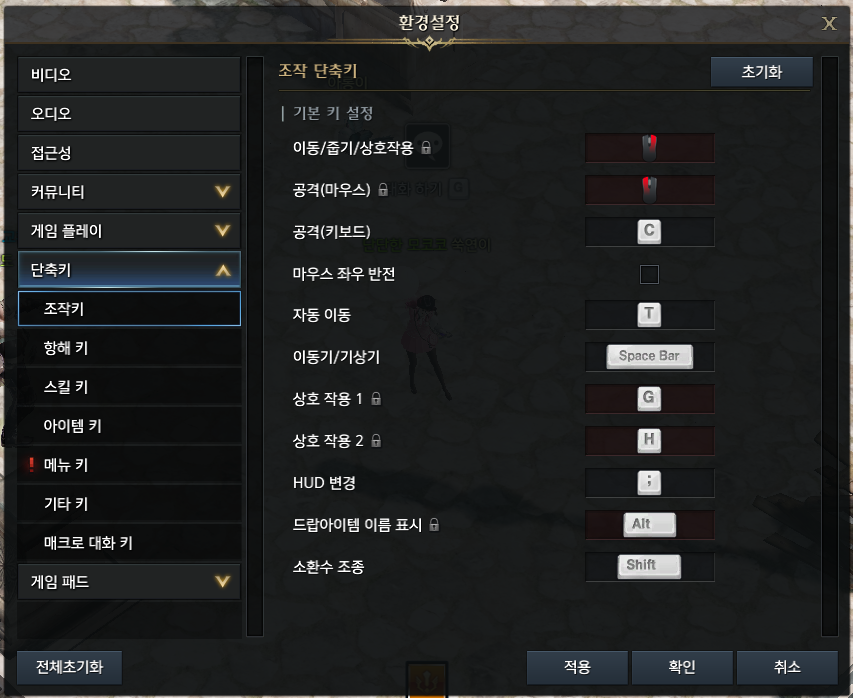 환경설정
X
비디오
오디오
접근성
커뮤니티
게임 플레이
단축키
조작키
항해 키
스킬 키
아이템 키
! 메뉴 키
기타 키
매크로 대화 키
게임 패드
조작 단축키
초기화
기본 키 설정
이동/줍기/상호작용
공격(마우스)
공격(키보드) C
마우스 좌우 반전
자동 이동 T
이동기/기상기 Space Bar
상호 작용 1 G
상호 작용 2 H
HUD 변경 ;
드랍아이템 이름 표시 Alt
소환수 조종 Shift
전체초기화
적용
확인
취소